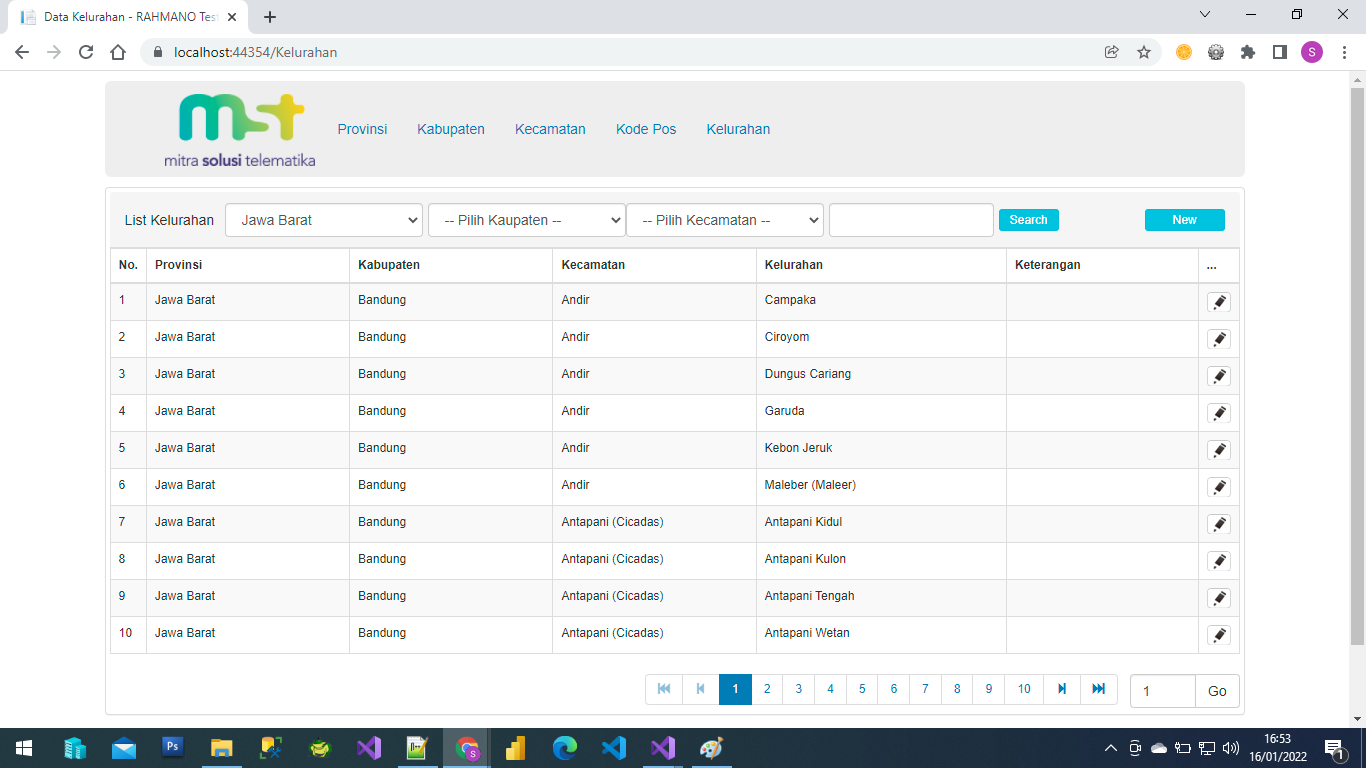 Data Kelurahan - RAHMANO Test
localhost:44354/Kelurahan
S
mst
mitra solusi telematika
Provinsi Kabupaten Kecamatan Kode Pos Kelurahan
List Kelurahan Jawa Barat -- Pilih Kaupaten -- -- Pilih Kecamatan -- Search New
No. Provinsi Kabupaten Kecamatan Kelurahan Keterangan ...
1 Jawa Barat Bandung Andir Campaka
2 Jawa Barat Bandung Andir Ciroyom
3 Jawa Barat Bandung Andir Dungus Cariang
4 Jawa Barat Bandung Andir Garuda
5 Jawa Barat Bandung Andir Kebon Jeruk
6 Jawa Barat Bandung Andir Maleber (Maleer)
7 Jawa Barat Bandung Antapani (Cicadas) Antapani Kidul
8 Jawa Barat Bandung Antapani (Cicadas) Antapani Kulon
9 Jawa Barat Bandung Antapani (Cicadas) Antapani Tengah
10 Jawa Barat Bandung Antapani (Cicadas) Antapani Wetan
1 2 3 4 5 6 7 8 9 10 1 Go
Ps S 16:53
16/01/2022 1